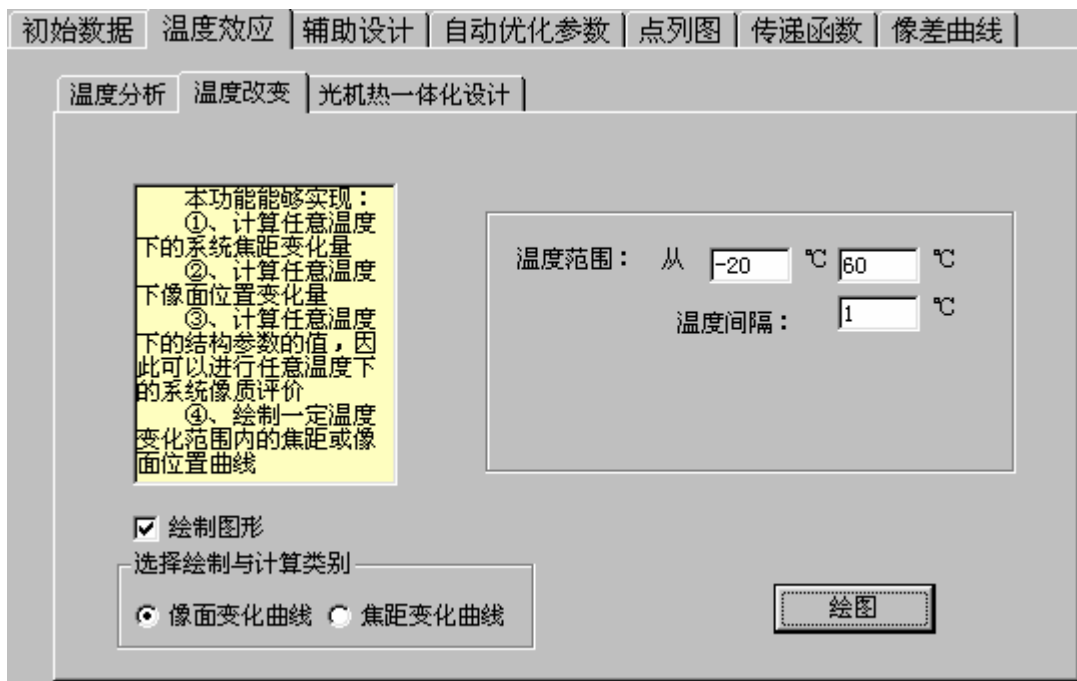 初始数据 温度效应 辅助设计 自动优化参数 点列图 传递函数 像差曲线
温度分析 温度改变 光机热一体化设计
本功能能够实现：
①、计算任意温度
下的系统焦距变化量
②、计算任意温度
下像面位置变化量
③、计算任意温度
下的结构参数的值，因
此可以进行任意温度下
的系统像质评价
④、绘制一定温度
变化范围内的焦距或像
面位置曲线
温度范围： 从 -20 ℃ 60 ℃
温度间隔： 1 ℃
绘制图形
选择绘制与计算类别
像面变化曲线 焦距变化曲线
绘图